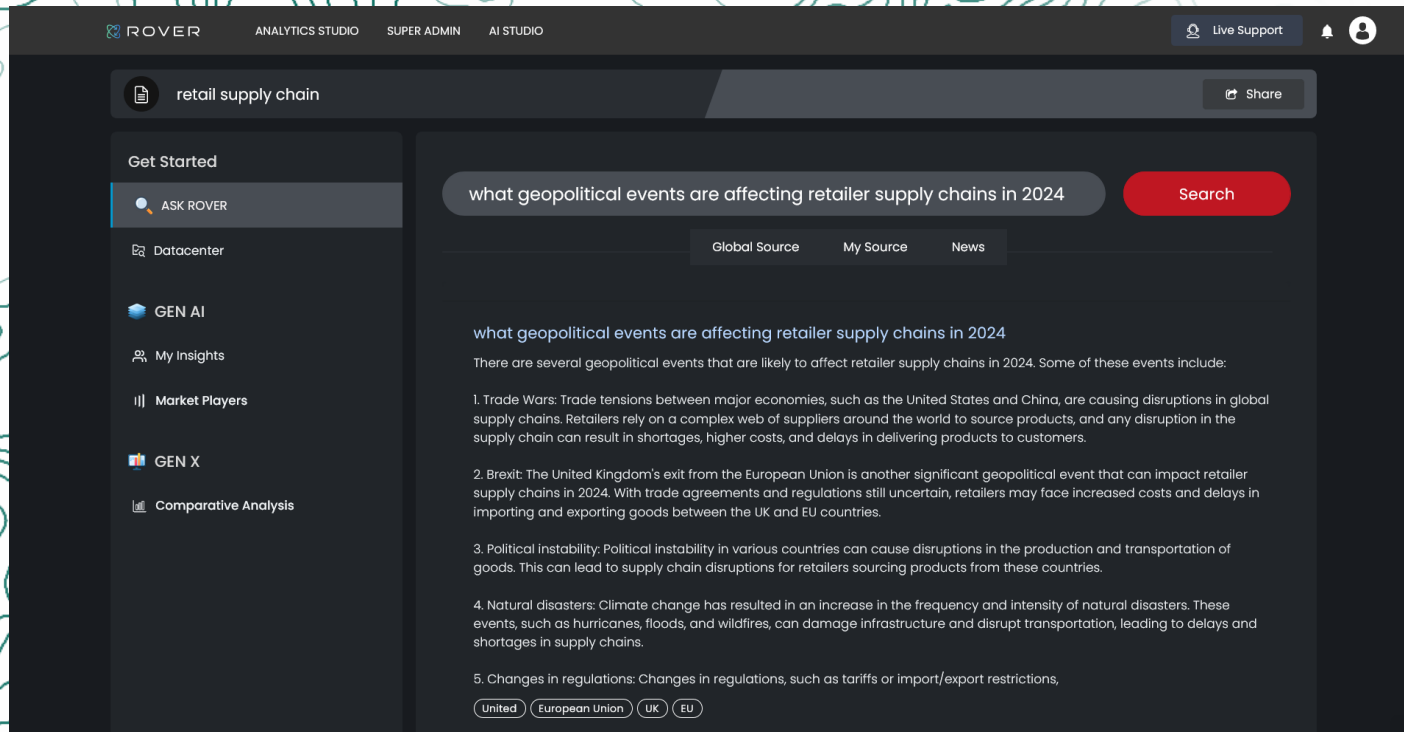 ROVER ANALYTICS STUDIO SUPER ADMIN AI STUDIO Live Support
retail supply chain Share
Get Started
ASK ROVER
Datacenter
GEN AI
My Insights
Market Players
GEN X
Comparative Analysis
what geopolitical events are affecting retailer supply chains in 2024 Search
Global Source My Source News
what geopolitical events are affecting retailer supply chains in 2024
There are several geopolitical events that are likely to affect retailer supply chains in 2024. Some of these events include:
1. Trade Wars: Trade tensions between major economies, such as the United States and China, are causing disruptions in global
supply chains. Retailers rely on a complex web of suppliers around the world to source products, and any disruption in the
supply chain can result in shortages, higher costs, and delays in delivering products to customers.
2. Brexit: The United Kingdom's exit from the European Union is another significant geopolitical event that can impact retailer
supply chains in 2024. With trade agreements and regulations still uncertain, retailers may face increased costs and delays in
importing and exporting goods between the UK and EU countries.
3. Political instability: Political instability in various countries can cause disruptions in the production and transportation of
goods. This can lead to supply chain disruptions for retailers sourcing products from these countries.
4. Natural disasters: Climate change has resulted in an increase in the frequency and intensity of natural disasters. These
events, such as hurricanes, floods, and wildfires, can damage infrastructure and disrupt transportation, leading to delays and
shortages in supply chains.
5. Changes in regulations: Changes in regulations, such as tariffs or import/export restrictions,
United European Union UK EU